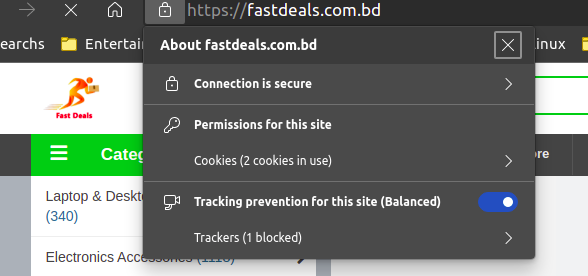 https://fastdeals.com.bd
About fastdeals.com.bd
Connection is secure
Permissions for this site
Cookies (2 cookies in use)
Tracking prevention for this site (Balanced)
Trackers (1 blocked)
earchs
Entertai
inux
Fast Deals
Categ
ore
Laptop & Deskt
(340)
Electronics Accessories (1118)